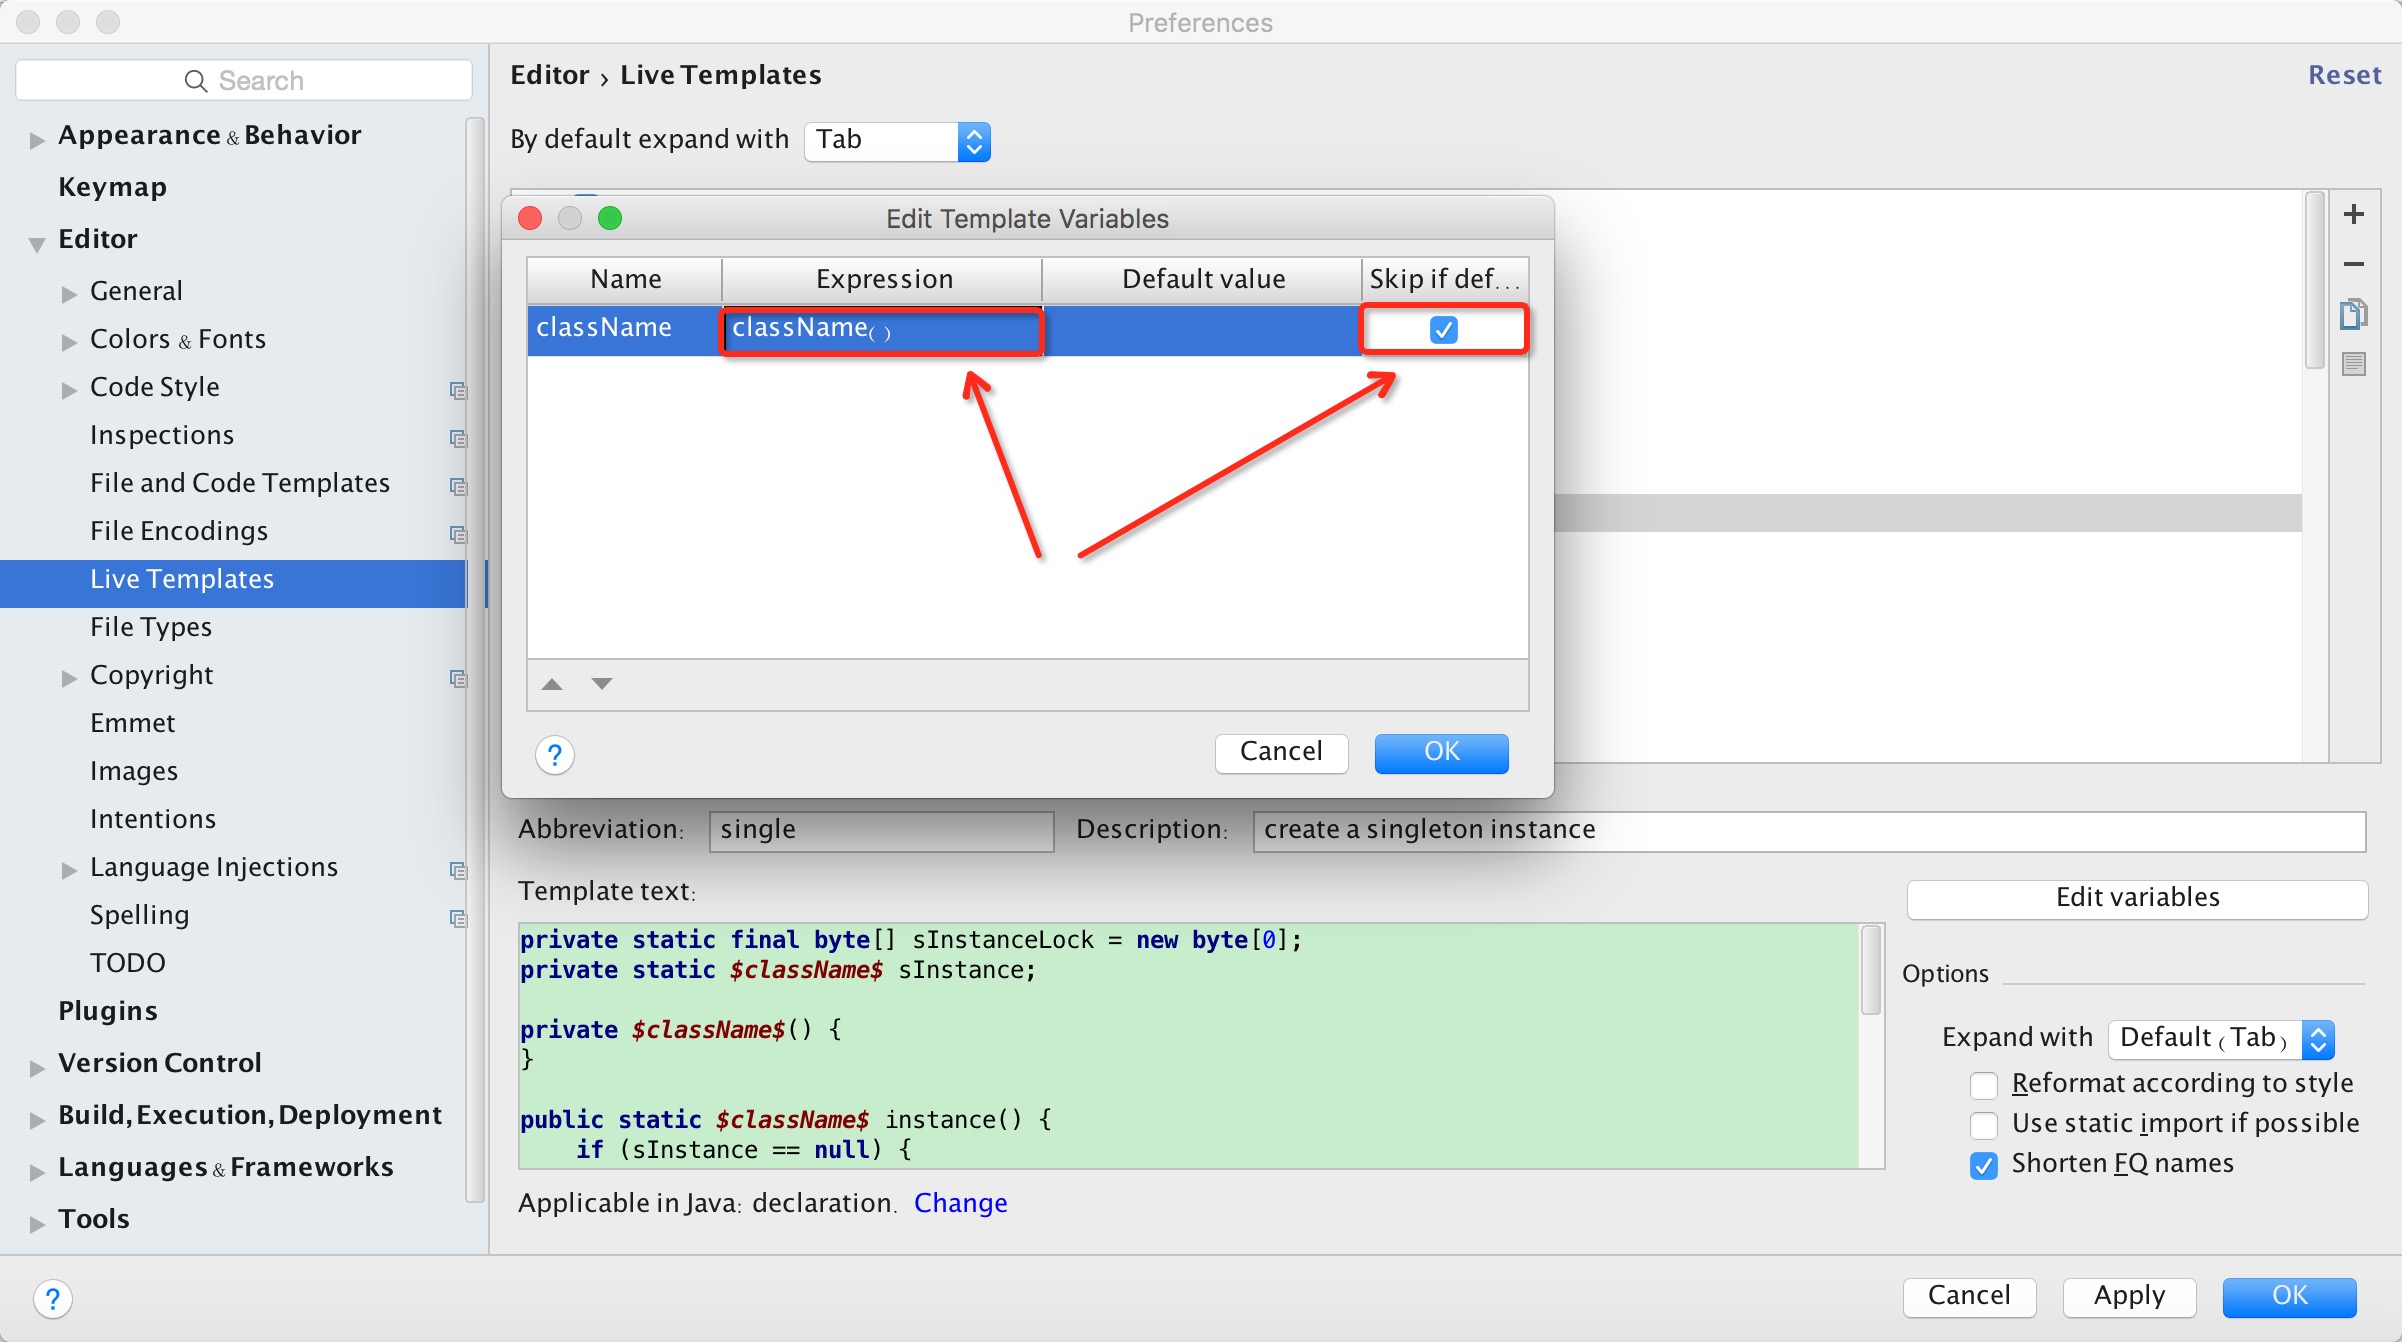 Preferences
Search
Appearance & Behavior
Keymap
Editor
General
Colors & Fonts
Code Style
Inspections
File and Code Templates
File Encodings
Live Templates
File Types
Copyright
Emmet
Images
Intentions
Language Injections
Spelling
TODO
Plugins
Version Control
Build, Execution, Deployment
Languages & Frameworks
Tools
Editor › Live Templates
Reset
By default expand with Tab
Edit Template Variables
Name Expression Default value Skip if def...
className className()
?
Cancel OK
Abbreviation: single Description: create a singleton instance
Template text:
Edit variables
private static final byte[] sInstanceLock = new byte[0];
private static $className$ sInstance;
private $className$() {
}
public static $className$ instance() {
if (sInstance == null) {
Options
Expand with Default (Tab)
Reformat according to style
Use static import if possible
Shorten FQ names
Applicable in Java: declaration. Change
?
Cancel Apply OK